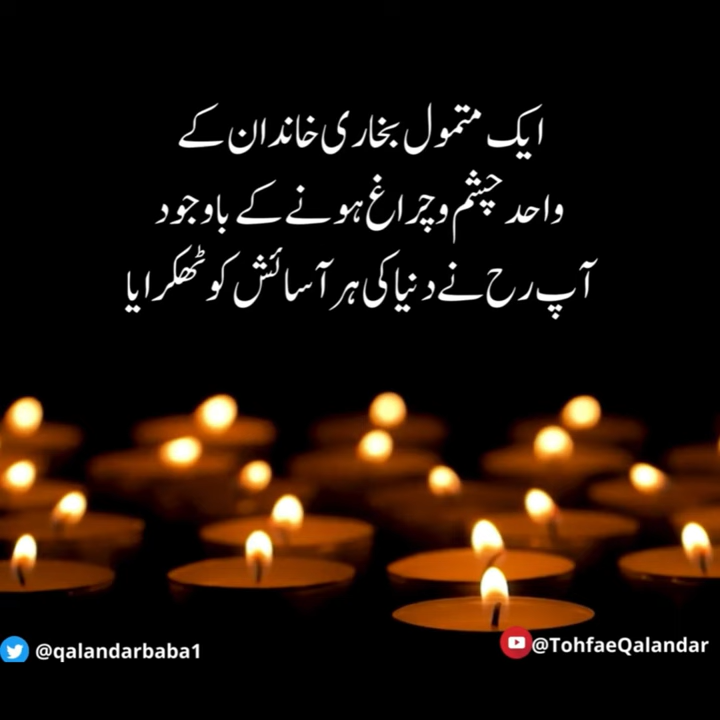 ایک متمول بخاری خاندان کے
واحد چشم و چراغ ہونے کے باوجود
آپ رح نے دنیا کی ہر آسائش کو ٹھکرایا
@qalandarbaba1
@TohfaeQalandar